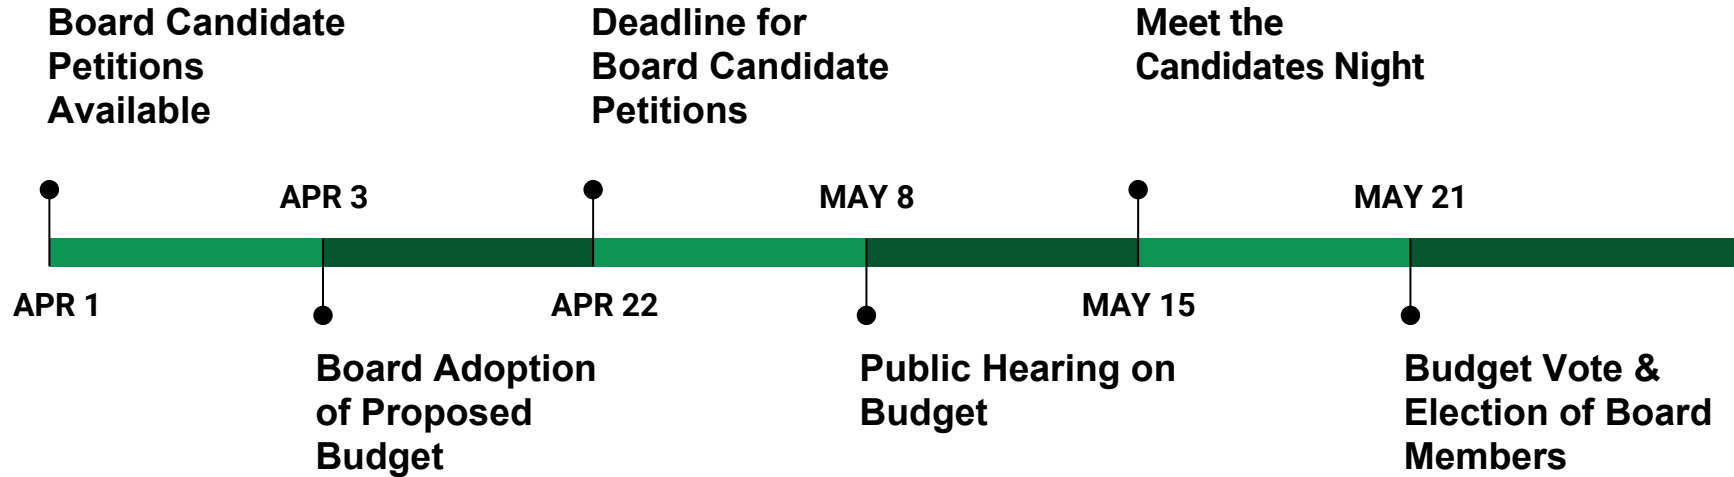 Board Candidate
Petitions
Available
Deadline for
Board Candidate
Petitions
Meet the
Candidates Night
APR 3
MAY 8
MAY 21
APR 1
APR 22
MAY 15
Board Adoption
of Proposed
Budget
Public Hearing on
Budget
Budget Vote &
Election of Board
Members